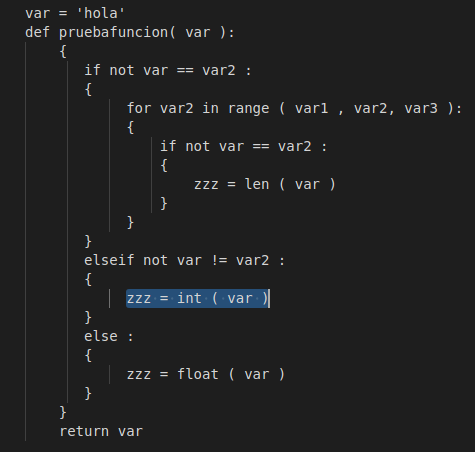 var = 'hola'
def pruebafuncion( var ):
{
if not var == var2 :
{
for var2 in range ( var1 , var2, var3 ):
{
if not var == var2 :
{
zzz = len ( var )
}
}
}
elseif not var != var2 :
{
zzz = int ( var )
}
else :
{
zzz = float ( var )
}
}
return var